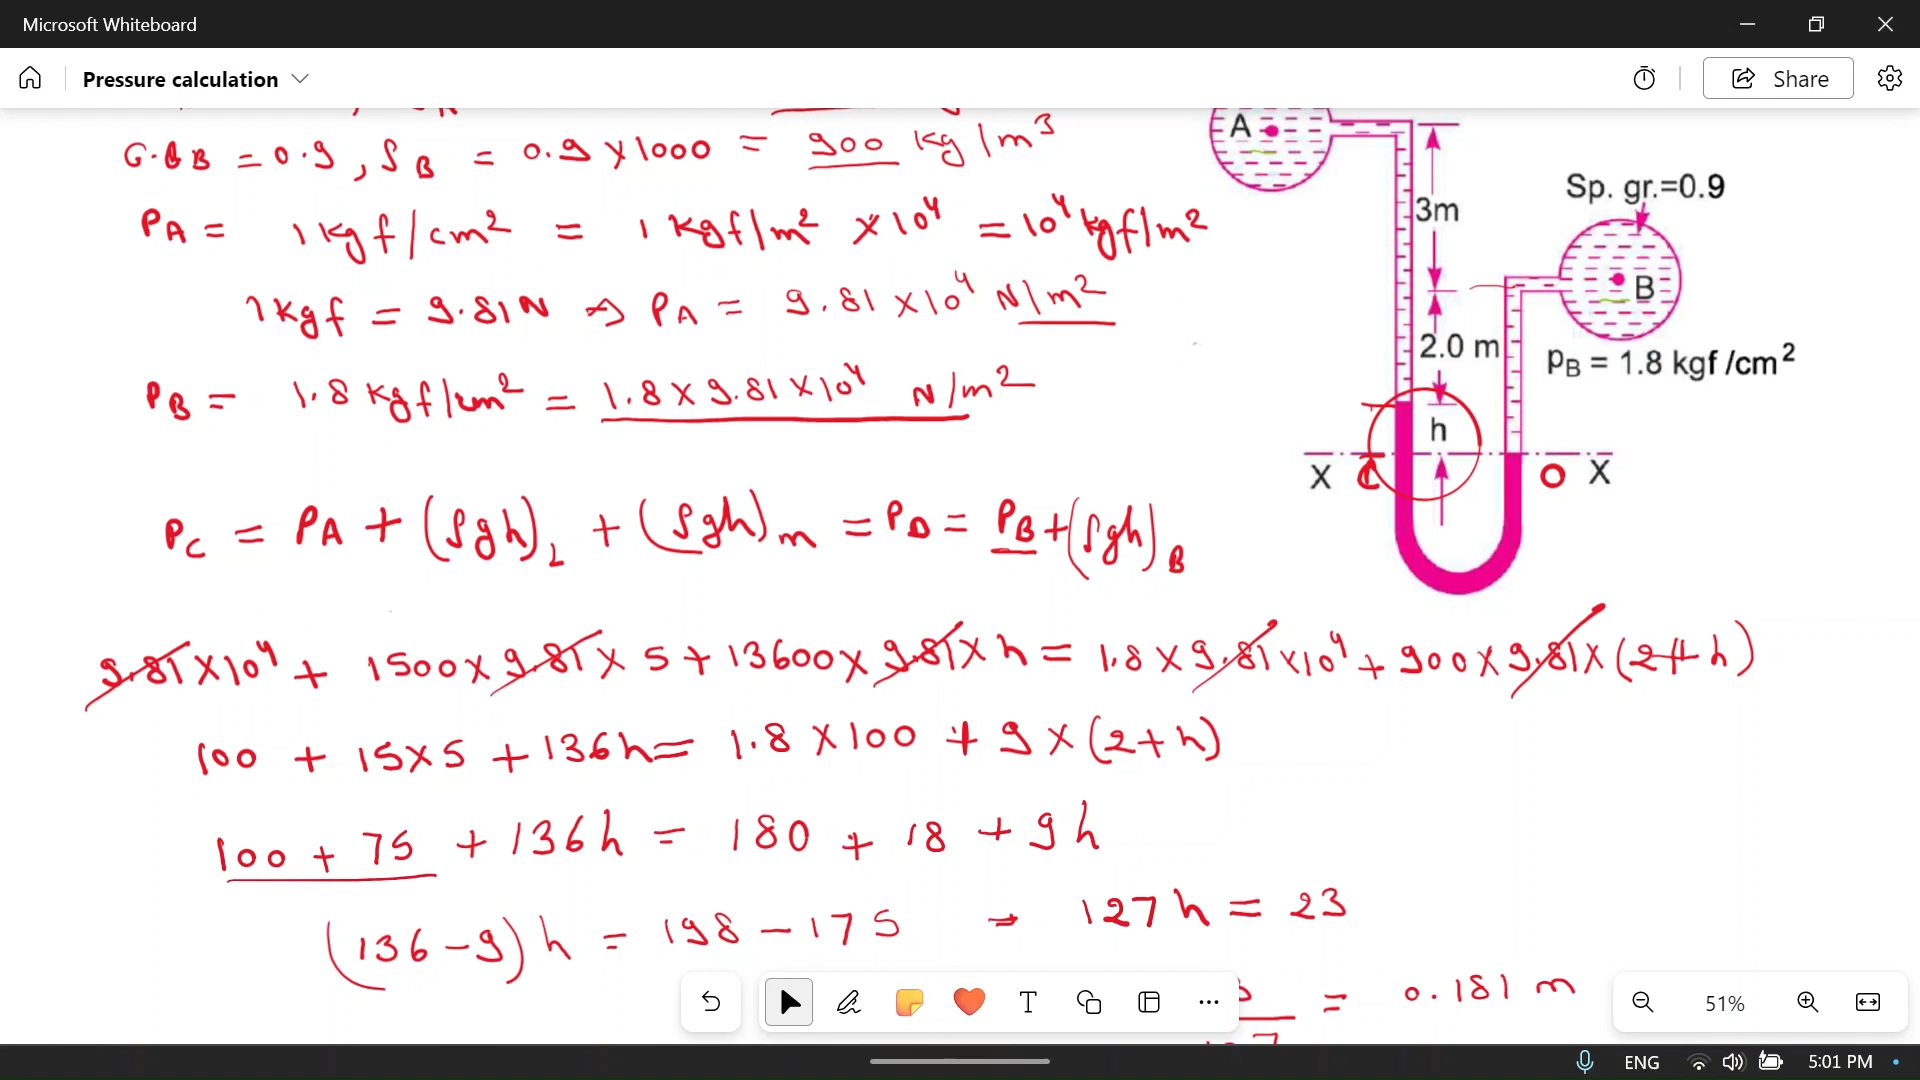 Microsoft Whiteboard
Pressure calculation
Share
G.G B = 0.9, ρB = 0.9 × 1000 = 900 kg/m³
PA = 1 kgf/cm² = 1 kgf/m² × 10⁴ = 10⁴ kgf/m²
1 kgf = 9.81 N ⇒ PA = 9.81 × 10⁴ N/m²
PB = 1.8 kgf/cm² = 1.8 × 9.81 × 10⁴ N/m²
PC = PA + (ρgh)L + (ρgh)m = PD = PB + (ρgh)B
9.81 × 10⁴ + 1500 × 9.81 × 5 + 13600 × 9.81 × h = 1.8 × 9.81 × 10⁴ + 900 × 9.81 × (2+h)
100 + 15×5 + 136h = 1.8 × 100 + 9 × (2+h)
100 + 75 + 136h = 180 + 18 + 9h
(136-9)h = 198 - 175 → 127h = 23
= 0.181 m
A
3m
Sp. gr.=0.9
B
2.0 m
pB = 1.8 kgf/cm²
h
X C D X
T
51%
ENG
5:01 PM